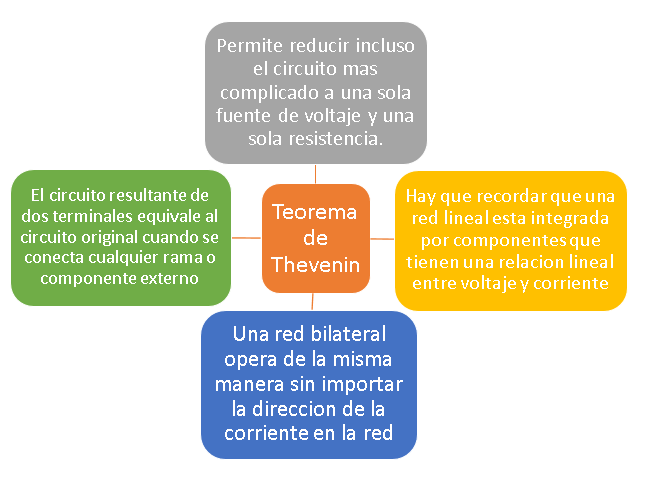 Permite reducir incluso
el circuito mas
complicado a una sola
fuente de voltaje y una
sola resistencia.
El circuito resultante de
dos terminales equivale al
circuito original cuando se
conecta cualquier rama o
componente externo
Teorema
de
Thevenin
Hay que recordar que una
red lineal esta integrada
por componentes que
tienen una relacion lineal
entre voltaje y corriente
Una red bilateral
opera de la misma
manera sin importar
la direccion de la
corriente en la red